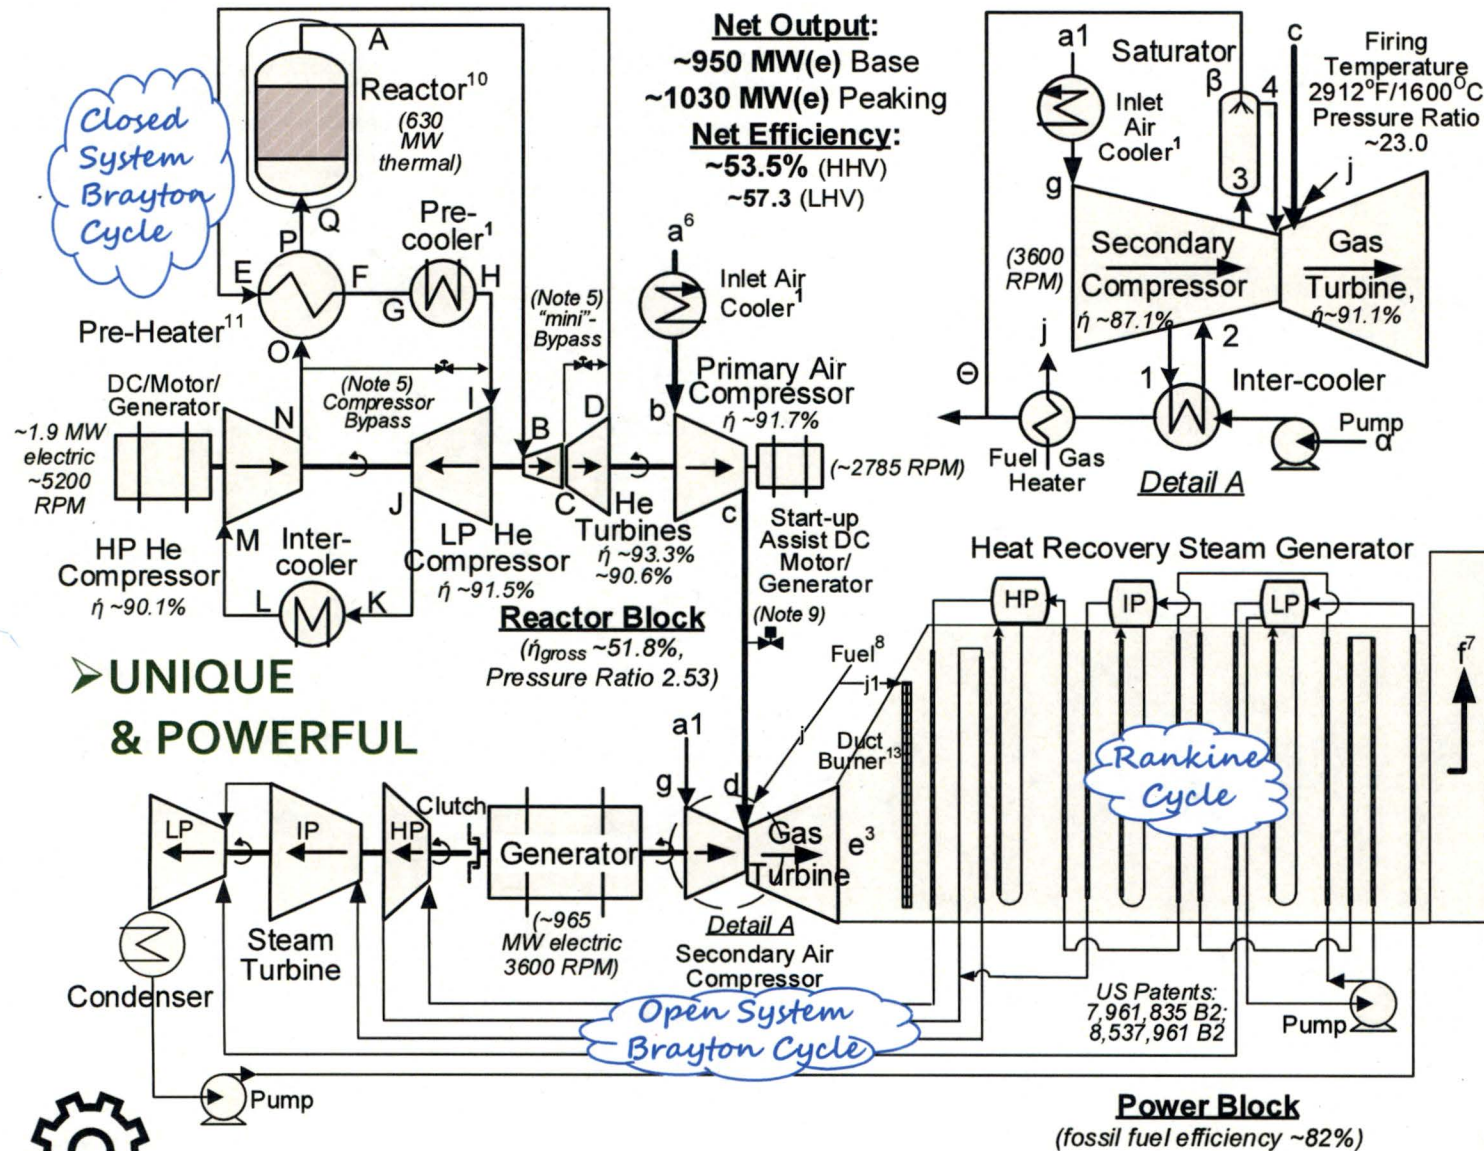 Net Output:
~950 MW(e) Base
~1030 MW(e) Peaking
Net Efficiency:
~53.5% (HHV)
~57.3 (LHV)
Closed
System
Brayton
Cycle
A
Reactor¹⁰
(630
MW
thermal)
Q
P
Pre-
cooler¹
E
F
G
H
Pre-Heater¹¹
O
(Note 5)
Compressor
Bypass
(Note 5)
"mini"-
Bypass
a⁶
Inlet Air
Cooler¹
DC/Motor/
Generator
~1.9 MW
electric
~5200
RPM
N
I
B
D
b
Primary Air
Compressor
ή ~91.7%
J
C
c
(~2785 RPM)
M
HP He
Compressor
ή ~90.1%
Inter-
cooler
L
K
LP He
Compressor
ή ~91.5%
He
Turbines
ή ~93.3%
~90.6%
Start-up
Assist DC
Motor/
Generator
(Note 9)
Reactor Block
(ήgross ~51.8%,
Pressure Ratio 2.53)
a1
Saturator
β
4
3
c
Firing
Temperature
2912°F/1600°C
Pressure Ratio
~23.0
Inlet
Air
Cooler¹
g
j
(3600
RPM)
Secondary
Compressor
ή ~87.1%
Gas
Turbine,
ή~91.1%
j
1
2
Θ
Inter-cooler
Pump
α
Fuel Gas
Heater
Detail A
Heat Recovery Steam Generator
HP
IP
LP
f⁷
Fuel⁸
j1
j
Duct
Burner¹³
Rankine
Cycle
➢UNIQUE
& POWERFUL
a1
g
d
LP
IP
HP
Clutch
Generator
Gas
Turbine
e³
(~965
MW electric
3600 RPM)
Detail A
Secondary Air
Compressor
Steam
Turbine
Condenser
Open System
Brayton Cycle
US Patents:
7,961,835 B2;
8,537,961 B2
Pump
Pump
Power Block
(fossil fuel efficiency ~82%)